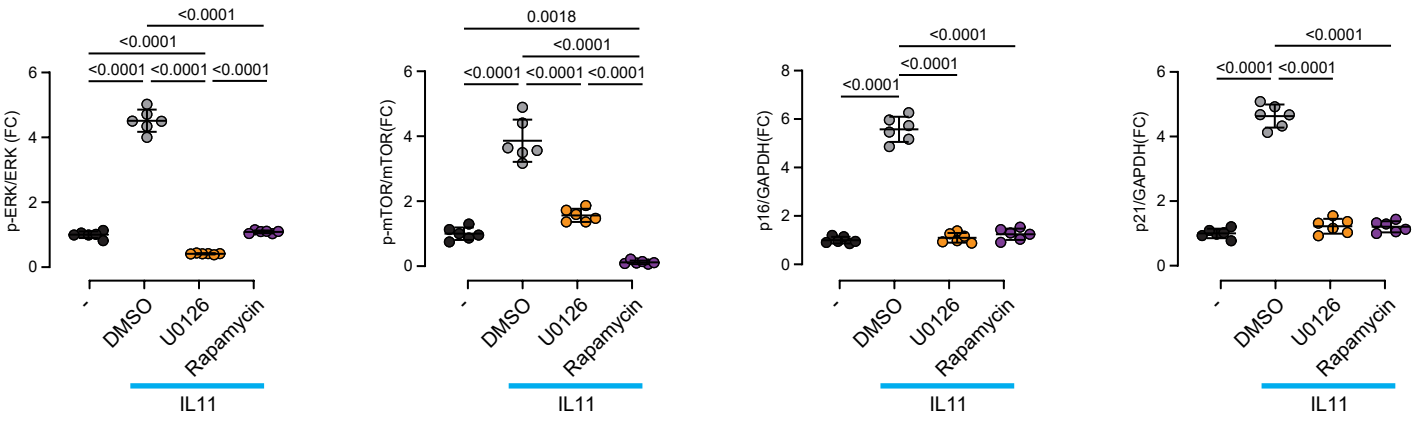 <0.0001
<0.0001
<0.0001 <0.0001 <0.0001
p-ERK/ERK (FC)
6
4
2
0
-
DMSO
U0126
Rapamycin
IL11
0.0018
<0.0001
<0.0001 <0.0001 <0.0001
p-mTOR/mTOR(FC)
6
4
2
0
-
DMSO
U0126
Rapamycin
IL11
<0.0001
<0.0001
<0.0001
p16/GAPDH(FC)
8
6
4
2
0
-
DMSO
U0126
Rapamycin
IL11
<0.0001
<0.0001 <0.0001
p21/GAPDH(FC)
6
4
2
0
-
DMSO
U0126
Rapamycin
IL11